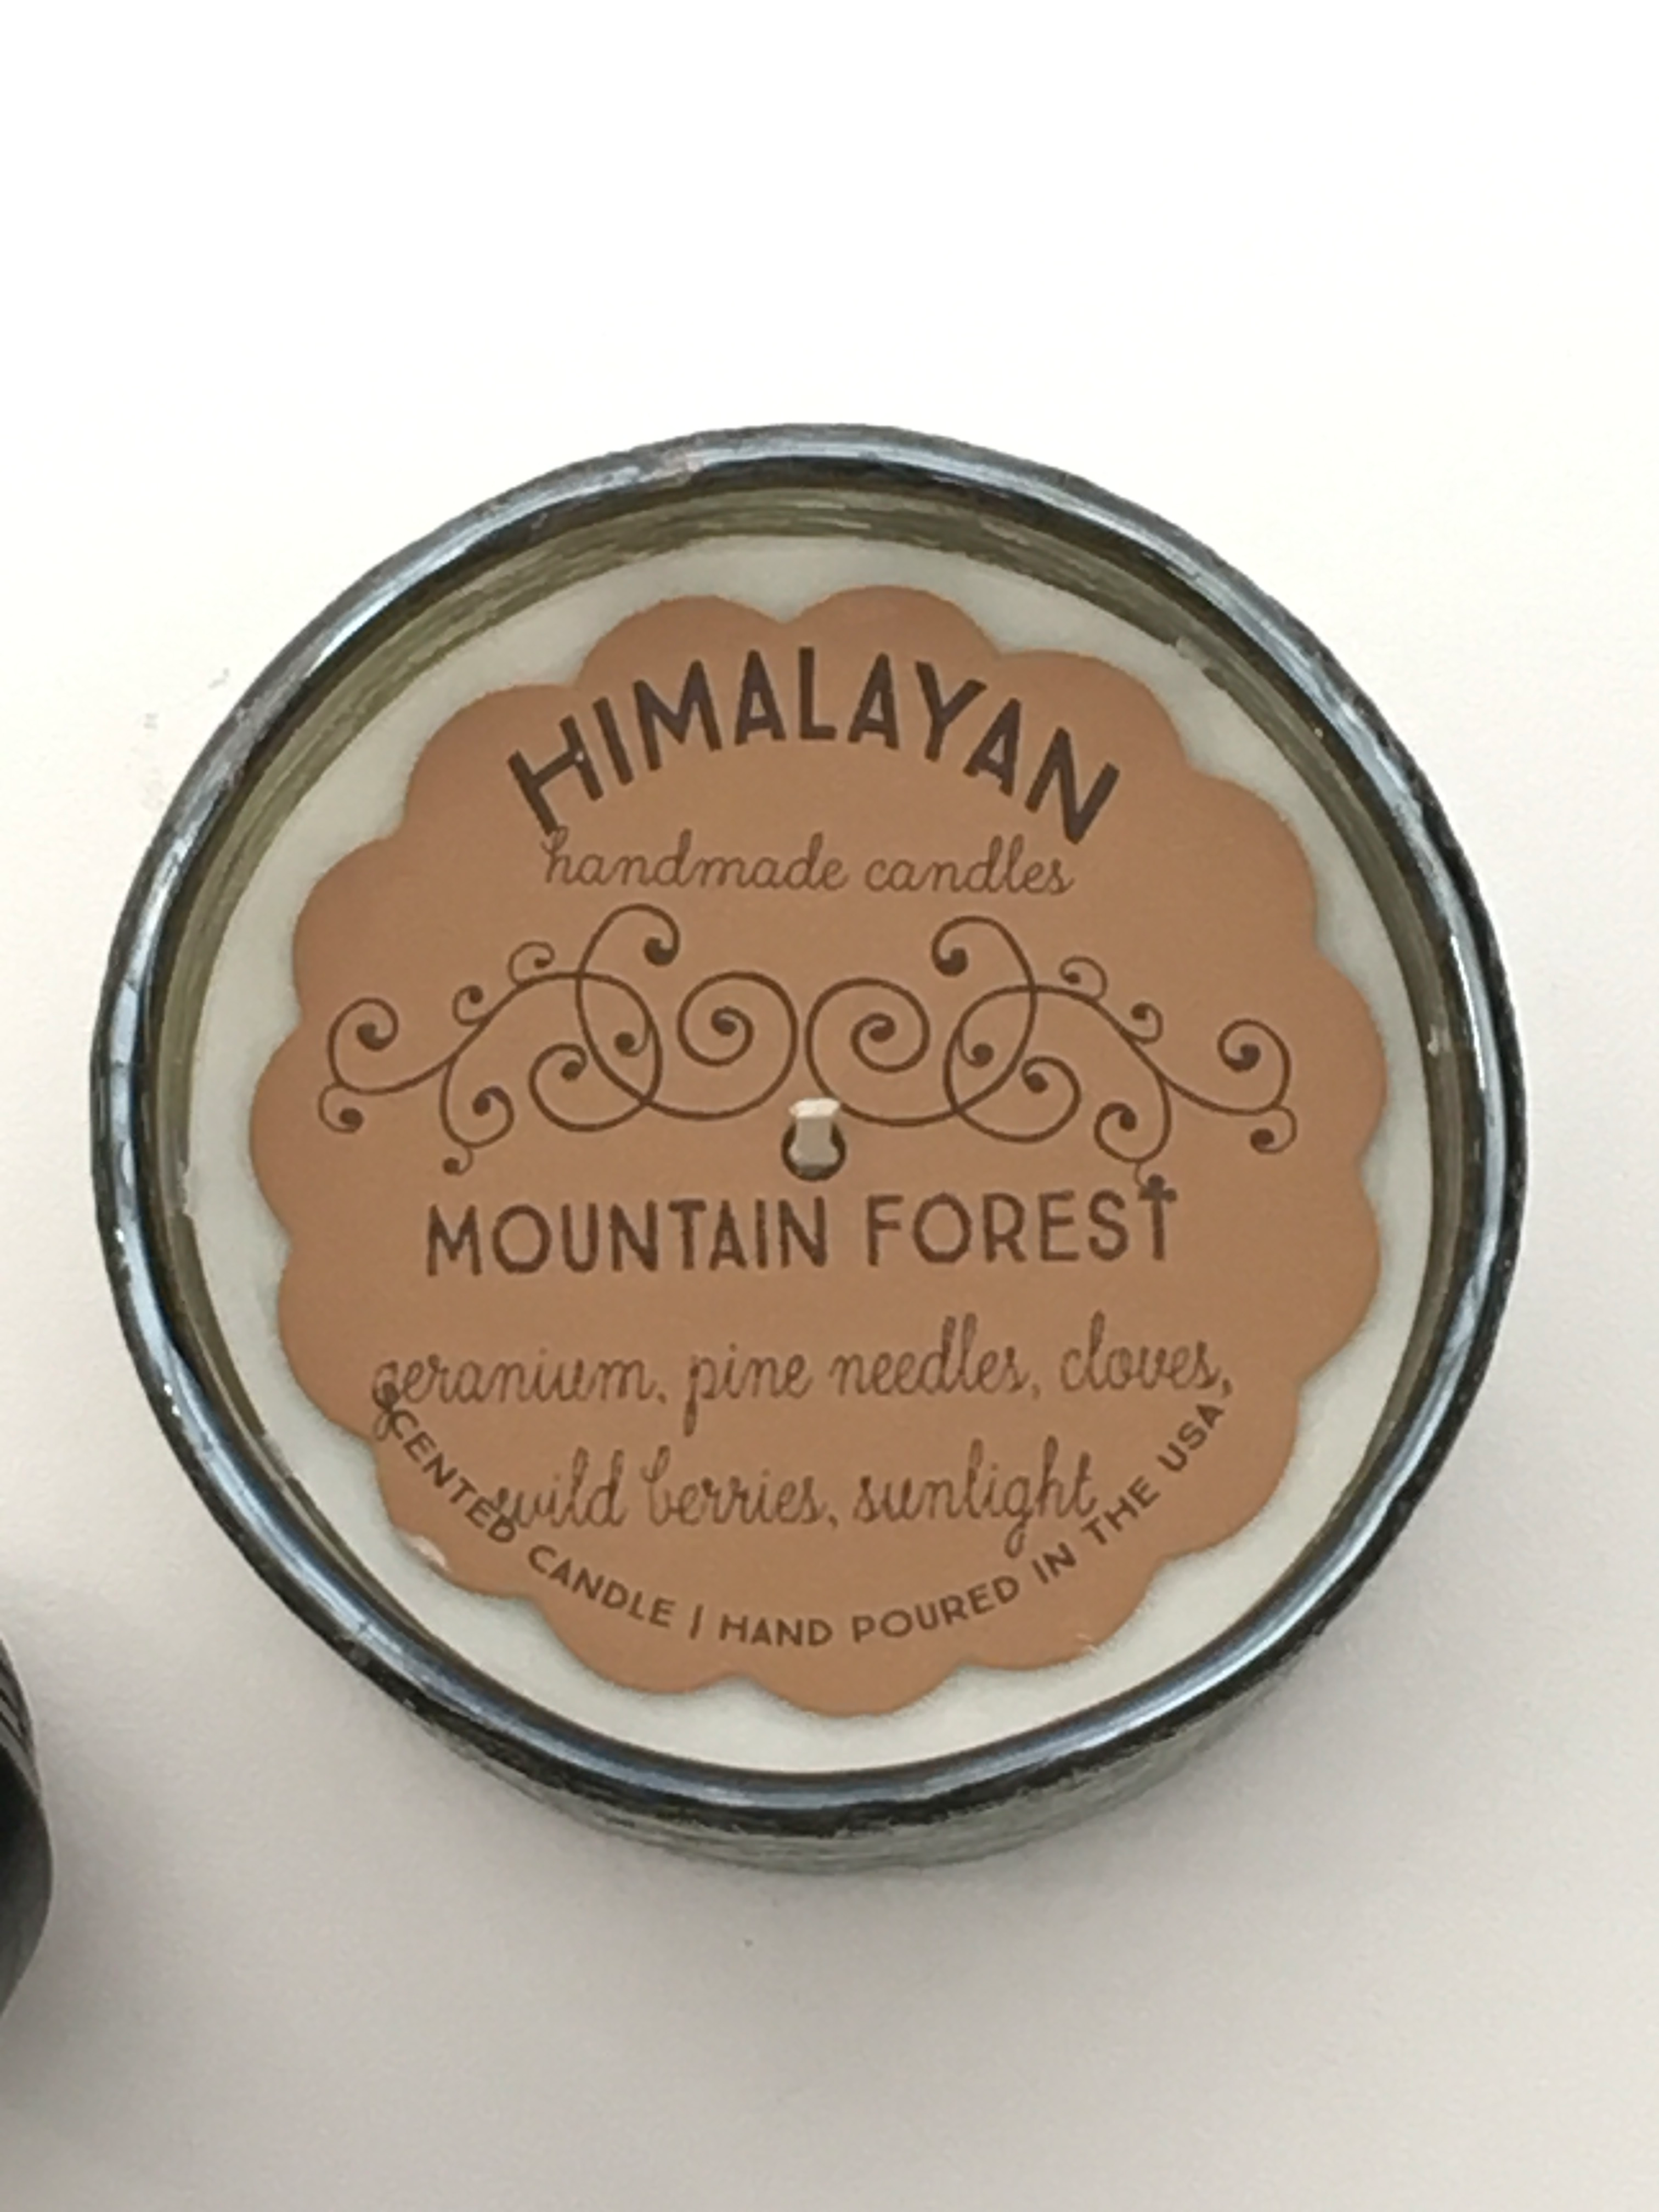 HIMALAYAN
handmade candles
MOUNTAIN FOREST
geranium, pine needles, cloves,
wild berries, sunlight
SCENTED CANDLE | HAND POURED IN THE USA